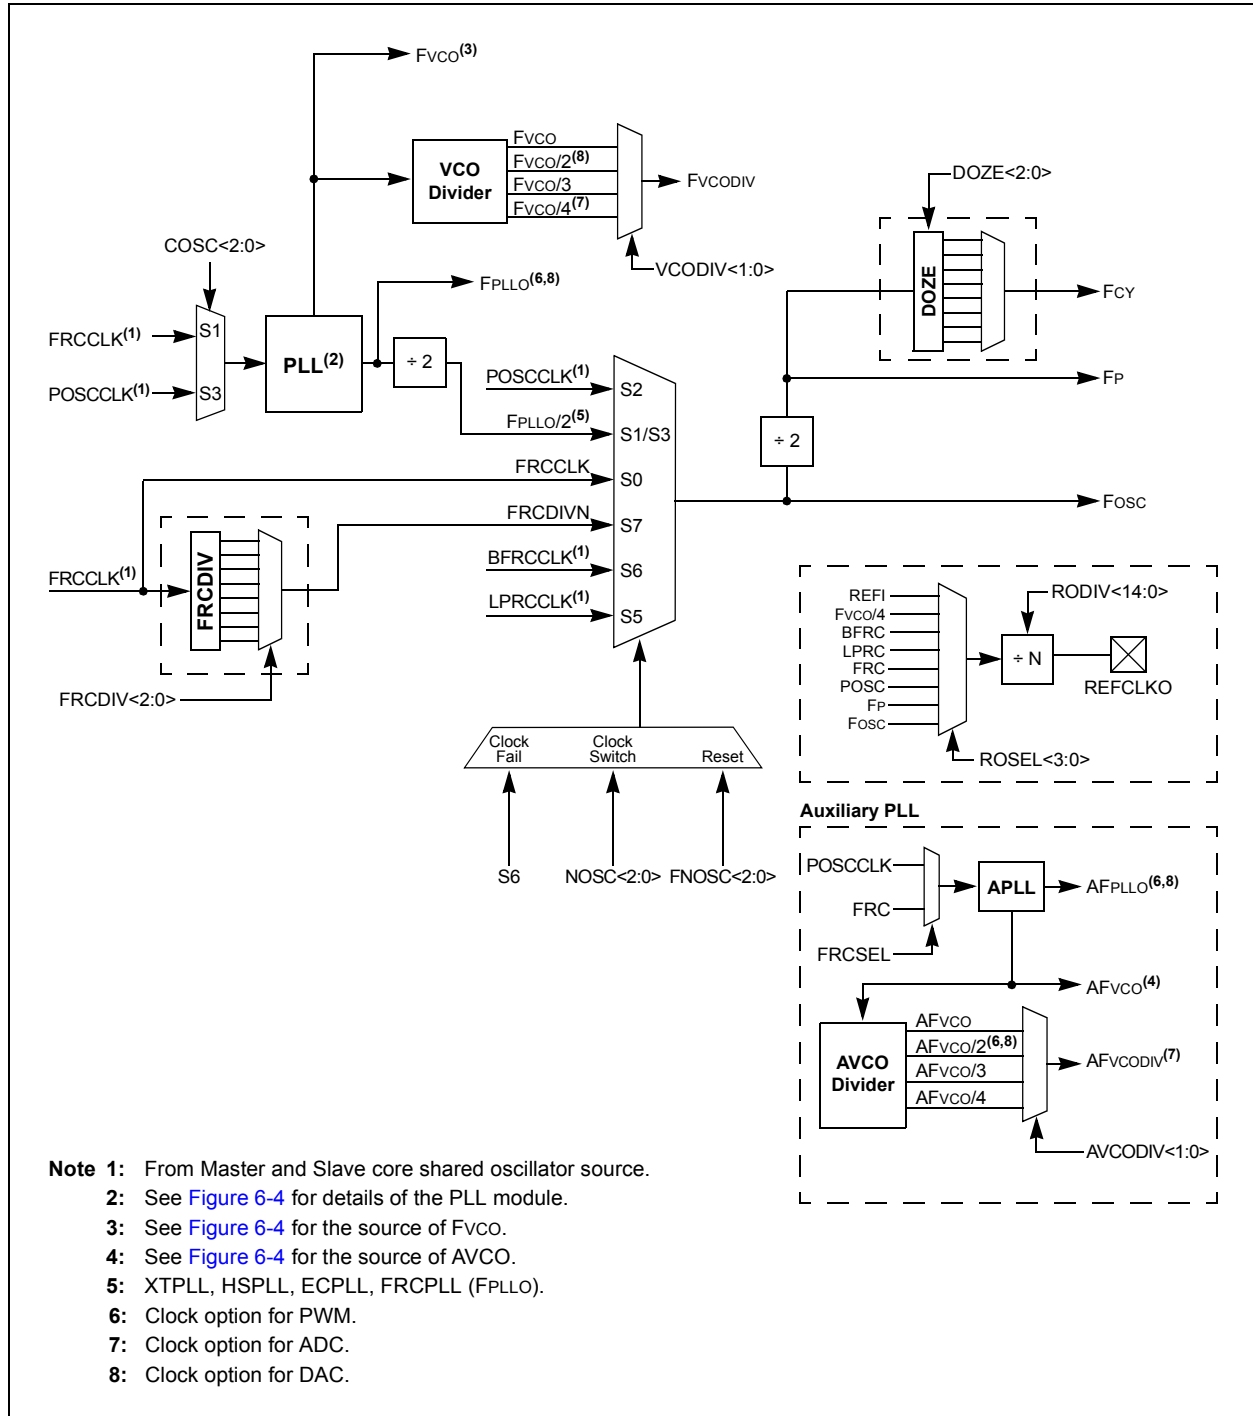 FVCO(3)
VCO
Divider
FVCO
FVCO/2(8)
FVCO/3
FVCO/4(7)
FVCODIV
VCODIV<1:0>
DOZE<2:0>
DOZE
FCY
COSC<2:0>
FRCCLK(1)
POSCCLK(1)
S1
S3
PLL(2)
FPLLO(6,8)
÷ 2
POSCCLK(1)
S2
FPLLO/2(5)
S1/S3
FRCCLK
S0
FRCDIVN
S7
BFRCCLK(1)
S6
LPRCCLK(1)
S5
FP
÷ 2
FOSC
FRCCLK(1)
FRCDIV
FRCDIV<2:0>
Clock
Fail
Clock
Switch
Reset
S6
NOSC<2:0>
FNOSC<2:0>
REFI
FVCO/4
BFRC
LPRC
FRC
POSC
FP
FOSC
RODIV<14:0>
÷ N
REFCLKO
ROSEL<3:0>
Auxiliary PLL
POSCCLK
FRC
FRCSEL
APLL
AFPLLO(6,8)
AFVCO(4)
AVCO
Divider
AFVCO
AFVCO/2(6,8)
AFVCO/3
AFVCO/4
AFVCODIV(7)
AVCODIV<1:0>
Note 1: From Master and Slave core shared oscillator source.
2: See Figure 6-4 for details of the PLL module.
3: See Figure 6-4 for the source of FVCO.
4: See Figure 6-4 for the source of AVCO.
5: XTPLL, HSPLL, ECPLL, FRCPLL (FPLLO).
6: Clock option for PWM.
7: Clock option for ADC.
8: Clock option for DAC.